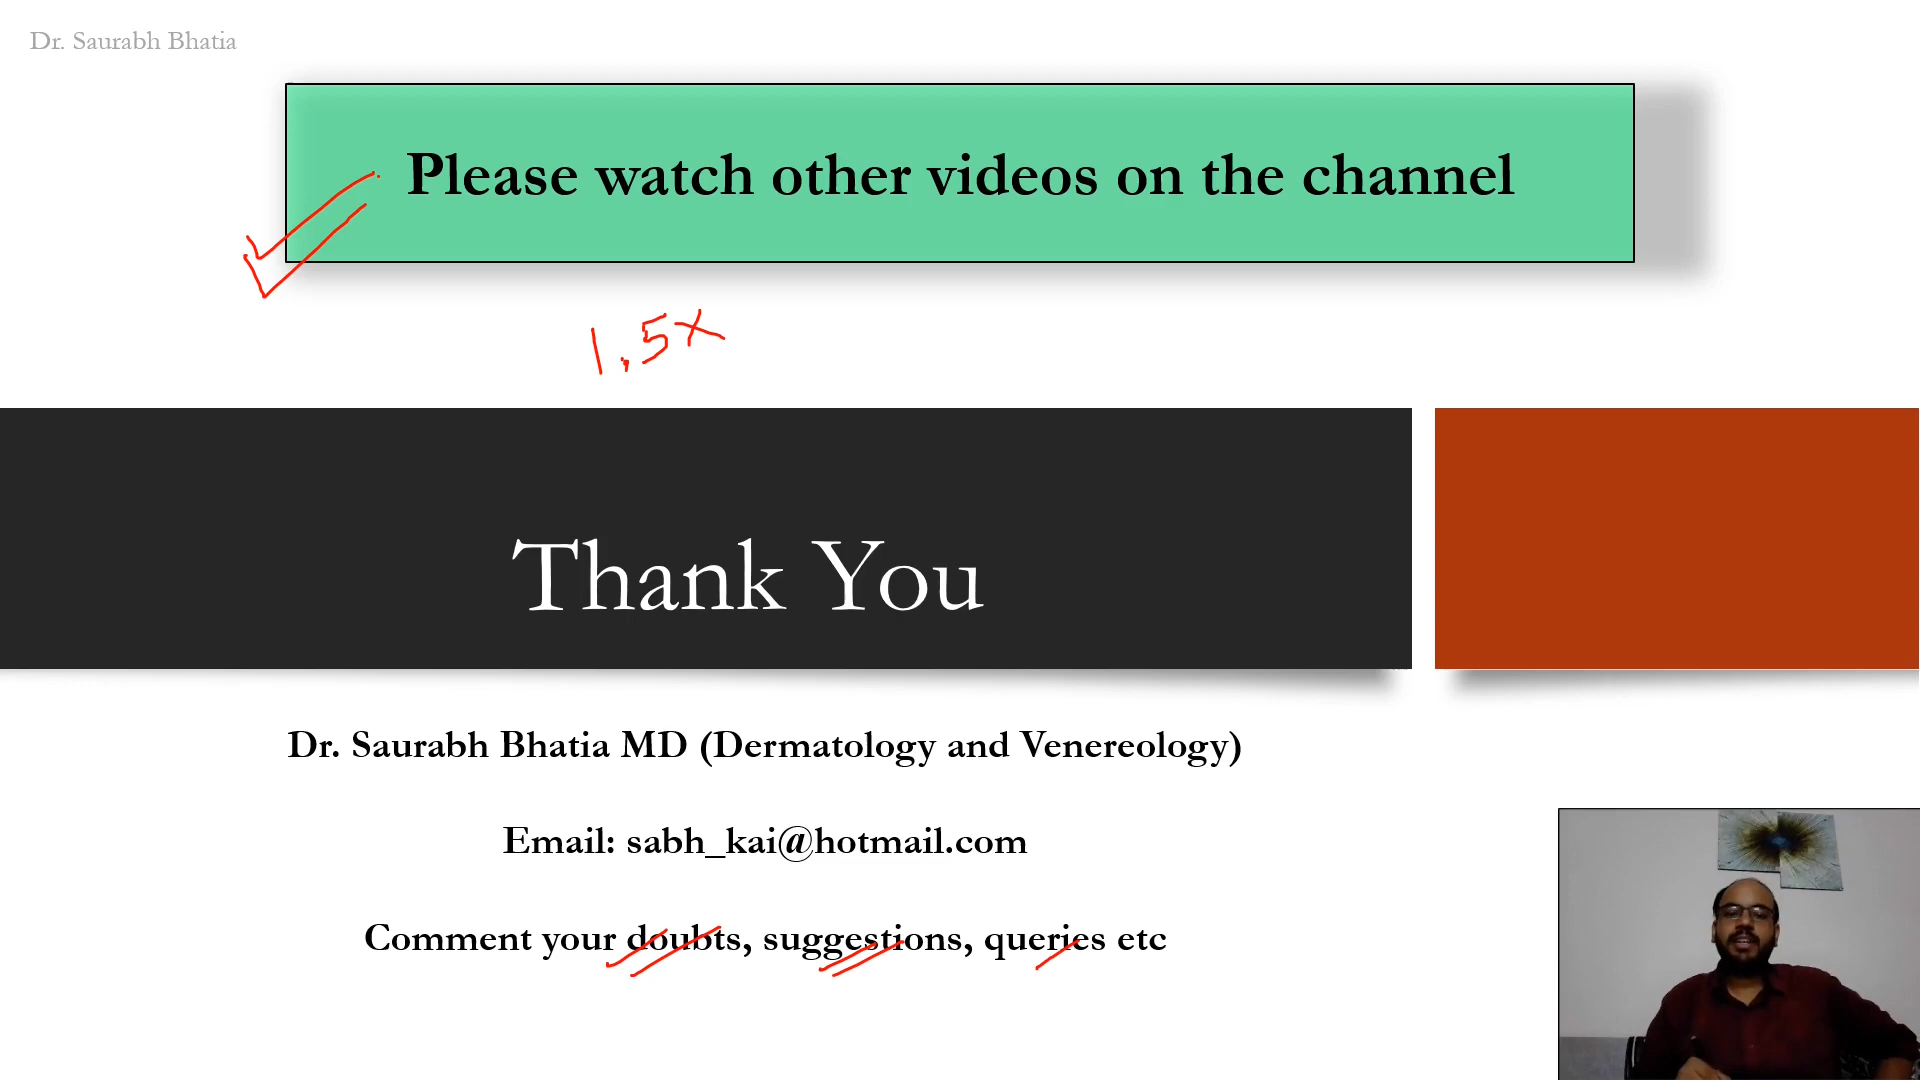 Dr. Saurabh Bhatia
Please watch other videos on the channel
1.5x
Thank You
Dr. Saurabh Bhatia MD (Dermatology and Venereology)
Email: sabh_kai@hotmail.com
Comment your doubts, suggestions, queries etc